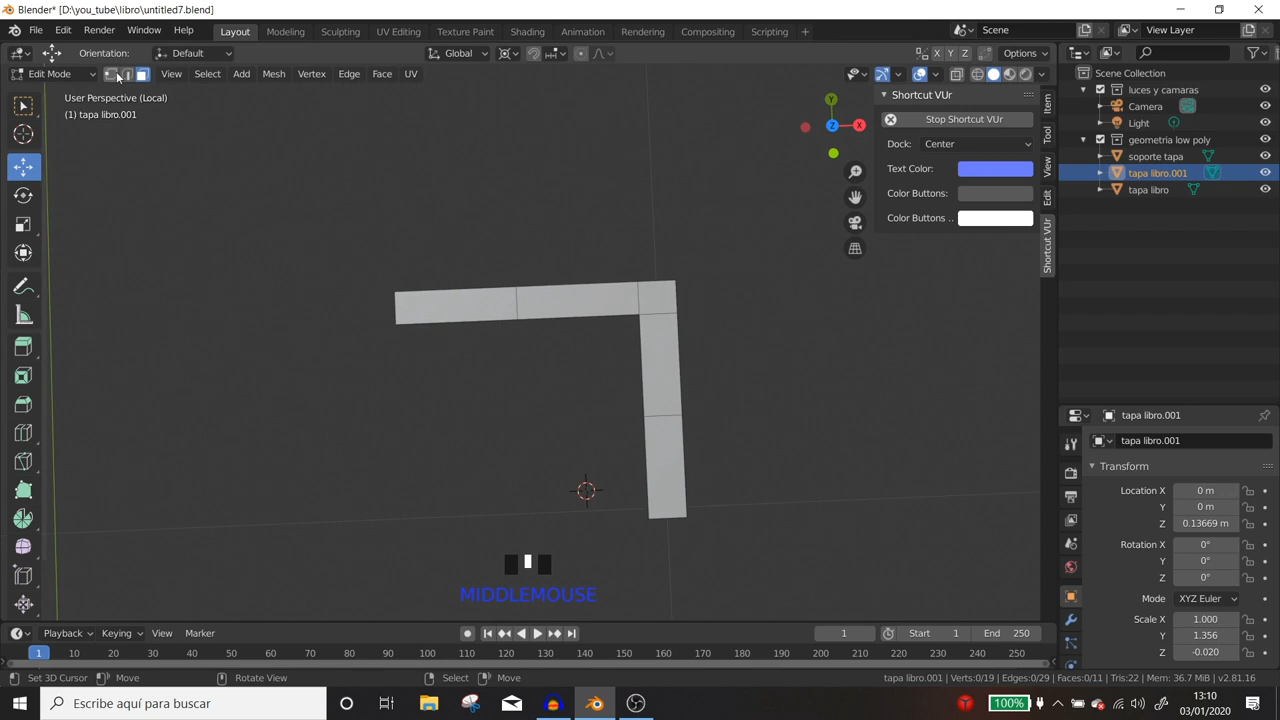 Blender* [D:\you_tube\libro\untitled7.blend]
File Edit Render Window Help Layout Modeling Sculpting UV Editing Texture Paint Shading Animation Rendering Compositing Scripting + Scene View Layer
Orientation: Default Global X Y Z Options
Edit Mode View Select Add Mesh Vertex Edge Face UV
User Perspective (Local)
(1) tapa libro.001
Y
Z X
Shortcut VUr
Stop Shortcut VUr
Dock: Center
Text Color:
Color Buttons:
Color Buttons ..
Item
Tool
View
Edit
Shortcut VUr
Scene Collection
luces y camaras
Camera
Light
geometria low poly
soporte tapa
tapa libro.001
tapa libro
MIDDLEMOUSE
tapa libro.001
tapa libro.001
Transform
Location X 0 m
Y 0 m
Z 0.13669 m
Rotation X 0°
Y 0°
Z 0°
Mode XYZ Euler
Scale X 1.000
Y 1.356
Z -0.020
Playback Keying View Marker 1 Start 1 End 250
1 10 20 30 40 50 60 70 80 90 100 110 120 130 140 150 160 170 180 190 200 210 220 230 240 250
Set 3D Cursor Move Rotate View Select Move tapa libro.001 | Verts:0/19 | Edges:0/29 | Faces:0/11 | Tris:22 | Mem: 36.7 MiB | v2.81.16
Escribe aquí para buscar 100% 13:10
03/01/2020